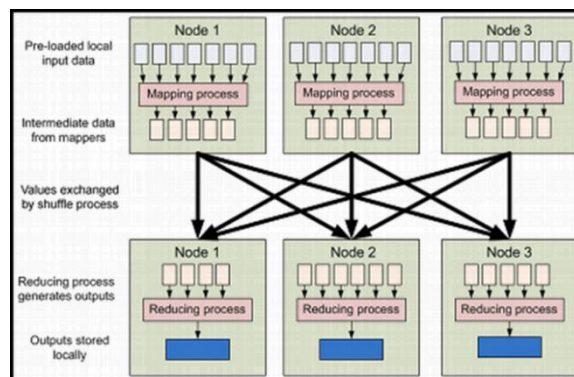 Node 1
Node 2
Node 3
Pre-loaded local
input data
Mapping process
Mapping process
Mapping process
Intermediate data
from mappers
Values exchanged
by shuffle process
Node 1
Node 2
Node 3
Reducing process
generates outputs
Reducing process
Reducing process
Reducing process
Outputs stored
locally